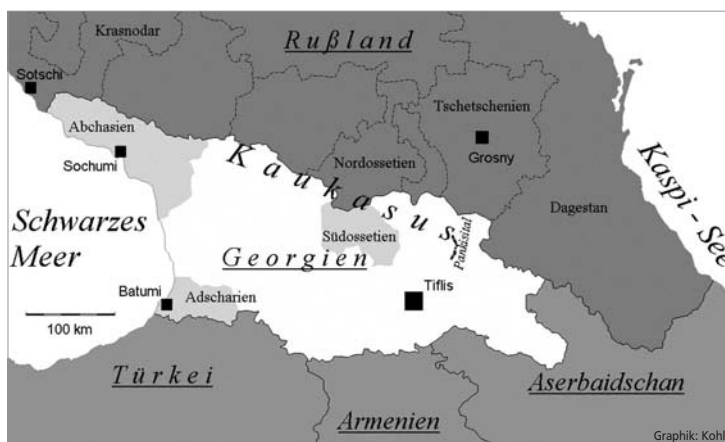 Krasnodar
Rußland
Sotschi
Tschetschenien
Abchasien
Grosny
Sochumi
Kaukasus
Nordossetien
Kaspi - See
Dagestan
Schwarzes
Meer
Südossetien
Pankisital
Georgien
Batumi
Adscharien
Tiflis
100 km
Türkei
Aserbaidschan
Armenien
Graphik: Kohl